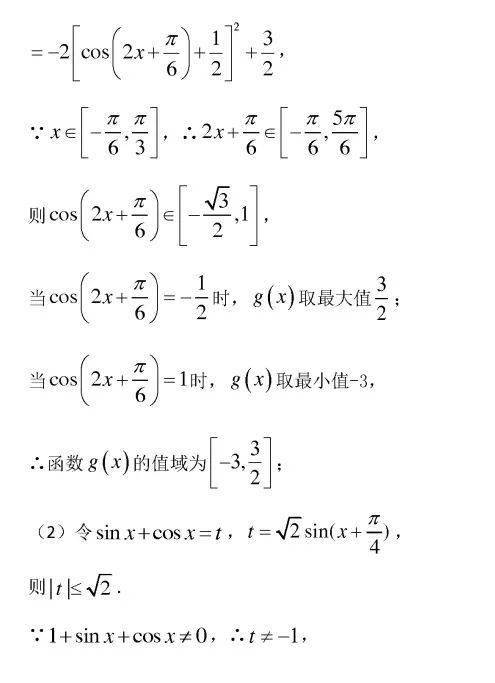 =-2[cos(2x+π/6)+1/2]²+3/2,
∵x∈[-π/6,π/3],∴2x+π/6∈[-π/6,5π/6],
则cos(2x+π/6)∈[-√3/2,1],
当cos(2x+π/6)=-1/2时,g(x)取最大值3/2;
当cos(2x+π/6)=1时,g(x)取最小值-3,
∴函数g(x)的值域为[-3,3/2];
(2)令sin x+cos x=t,t=√2sin(x+π/4),
则|t|≤√2.
∵1+sin x+cos x≠0,∴t≠-1,